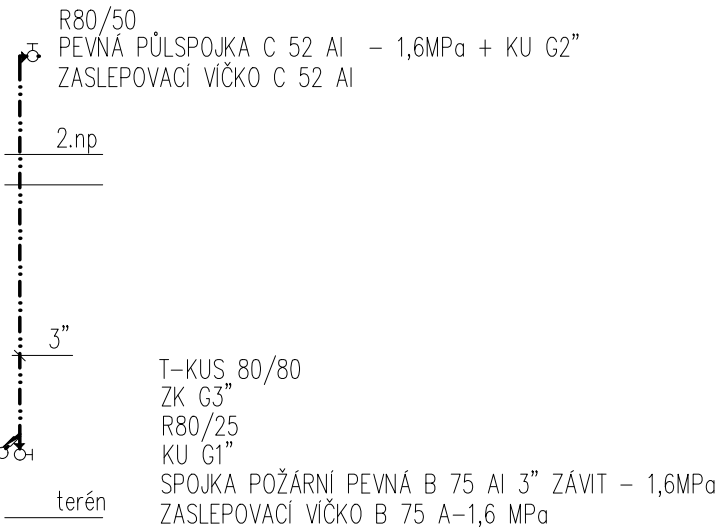 R80/50
PEVNÁ PŮLSPOJKA C 52 Al – 1,6MPa + KU G2"
ZASLEPOVACÍ VÍČKO C 52 Al
2.np
3"
T–KUS 80/80
ZK G3"
R80/25
KU G1"
SPOJKA POŽÁRNÍ PEVNÁ B 75 Al 3" ZÁVIT – 1,6MPa
terén
ZASLEPOVACÍ VÍČKO B 75 A–1,6 MPa